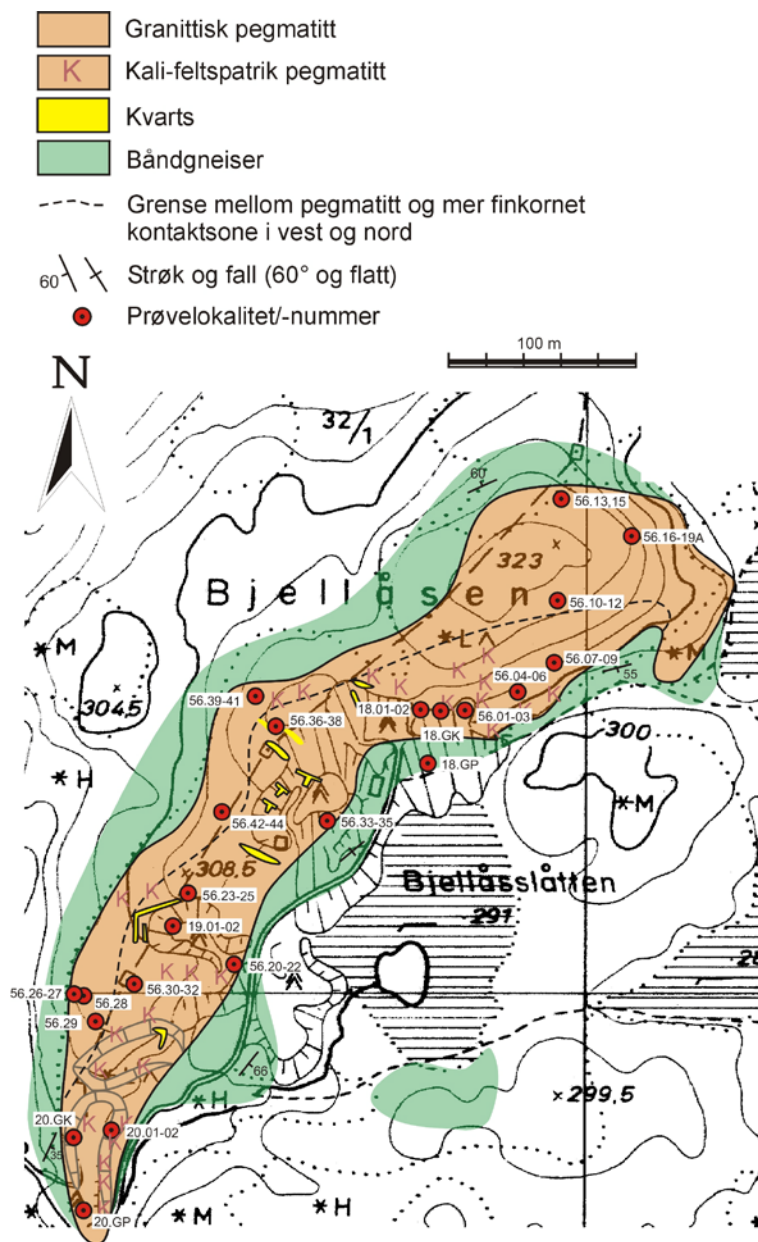 Granittisk pegmatitt
K Kali-feltspatrik pegmatitt
Kvarts
Båndgneiser
Grense mellom pegmatitt og mer finkornet
kontaktsone i vest og nord
60 Strøk og fall (60° og flatt)
Prøvelokalitet/-nummer
100 m
N
32/1
60
56.13,15
56.16-19A
323
Bjellåsen
56.10-12
L
M
M
56.07-09
55
56.04-06
304,5
56.39-41
18.01-02
56.01-03
56.36-38
18.GK
300
18.GP
H
M
56.42-44
56.33-35
308,5
Bjellåsslåtten
56.23-25
291
19.01-02
56.20-22
56.26-27
56.28
56.30-32
56.29
66
299,5
H
20.GK
20.01-02
35
20.GP
M
H
K K K K K K K K K K K K K K K K K K K K K K K K K K